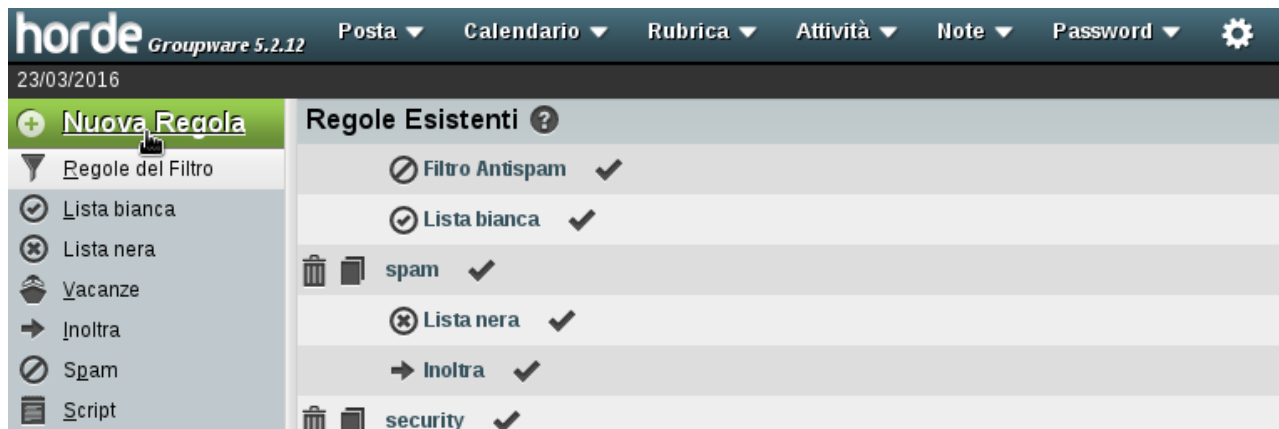 horde Groupware 5.2.12 Posta Calendario Rubrica Attività Note Password
23/03/2016
Nuova Regola
Regole del Filtro
Lista bianca
Lista nera
Vacanze
Inoltra
Spam
Script
Regole Esistenti
Filtro Antispam
Lista bianca
spam
Lista nera
Inoltra
security